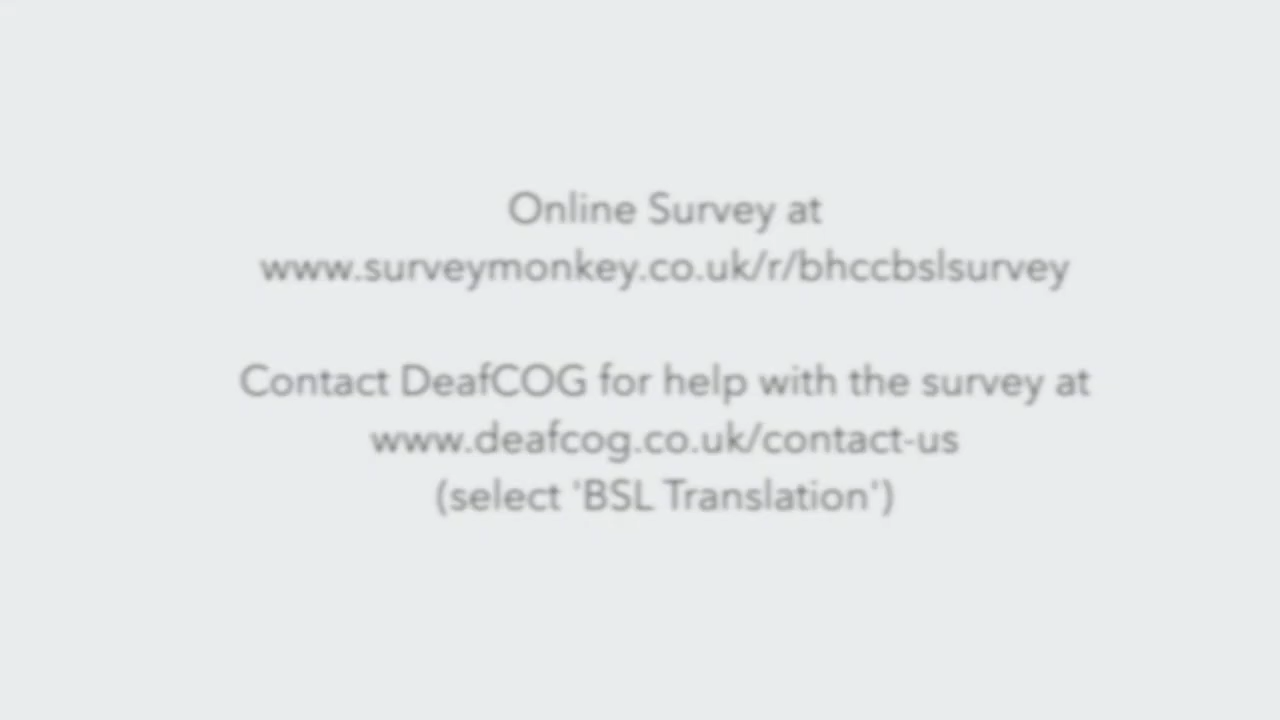 Online Survey at
www.surveymonkey.co.uk/r/bhccbslsurvey
Contact DeafCOG for help with the survey at
www.deafcog.co.uk/contact-us
(select 'BSL Translation')